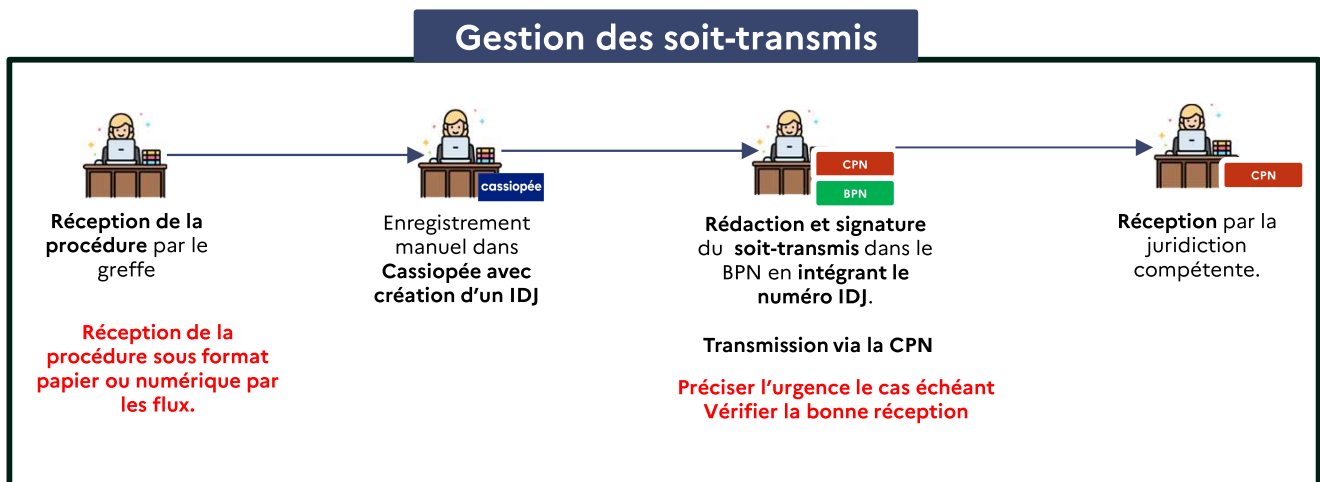 Gestion des soit-transmis
cassiopée
CPN
BPN
CPN
Réception de la
procédure par le
greffe
Réception de la
procédure sous format
papier ou numérique par
les flux.
Enregistrement
manuel dans
Cassiopée avec
création d'un IDJ
Rédaction et signature
du soit-transmis dans le
BPN en intégrant le
numéro IDJ.
Transmission via la CPN
Préciser l'urgence le cas échéant
Vérifier la bonne réception
Réception par la
juridiction
compétente.